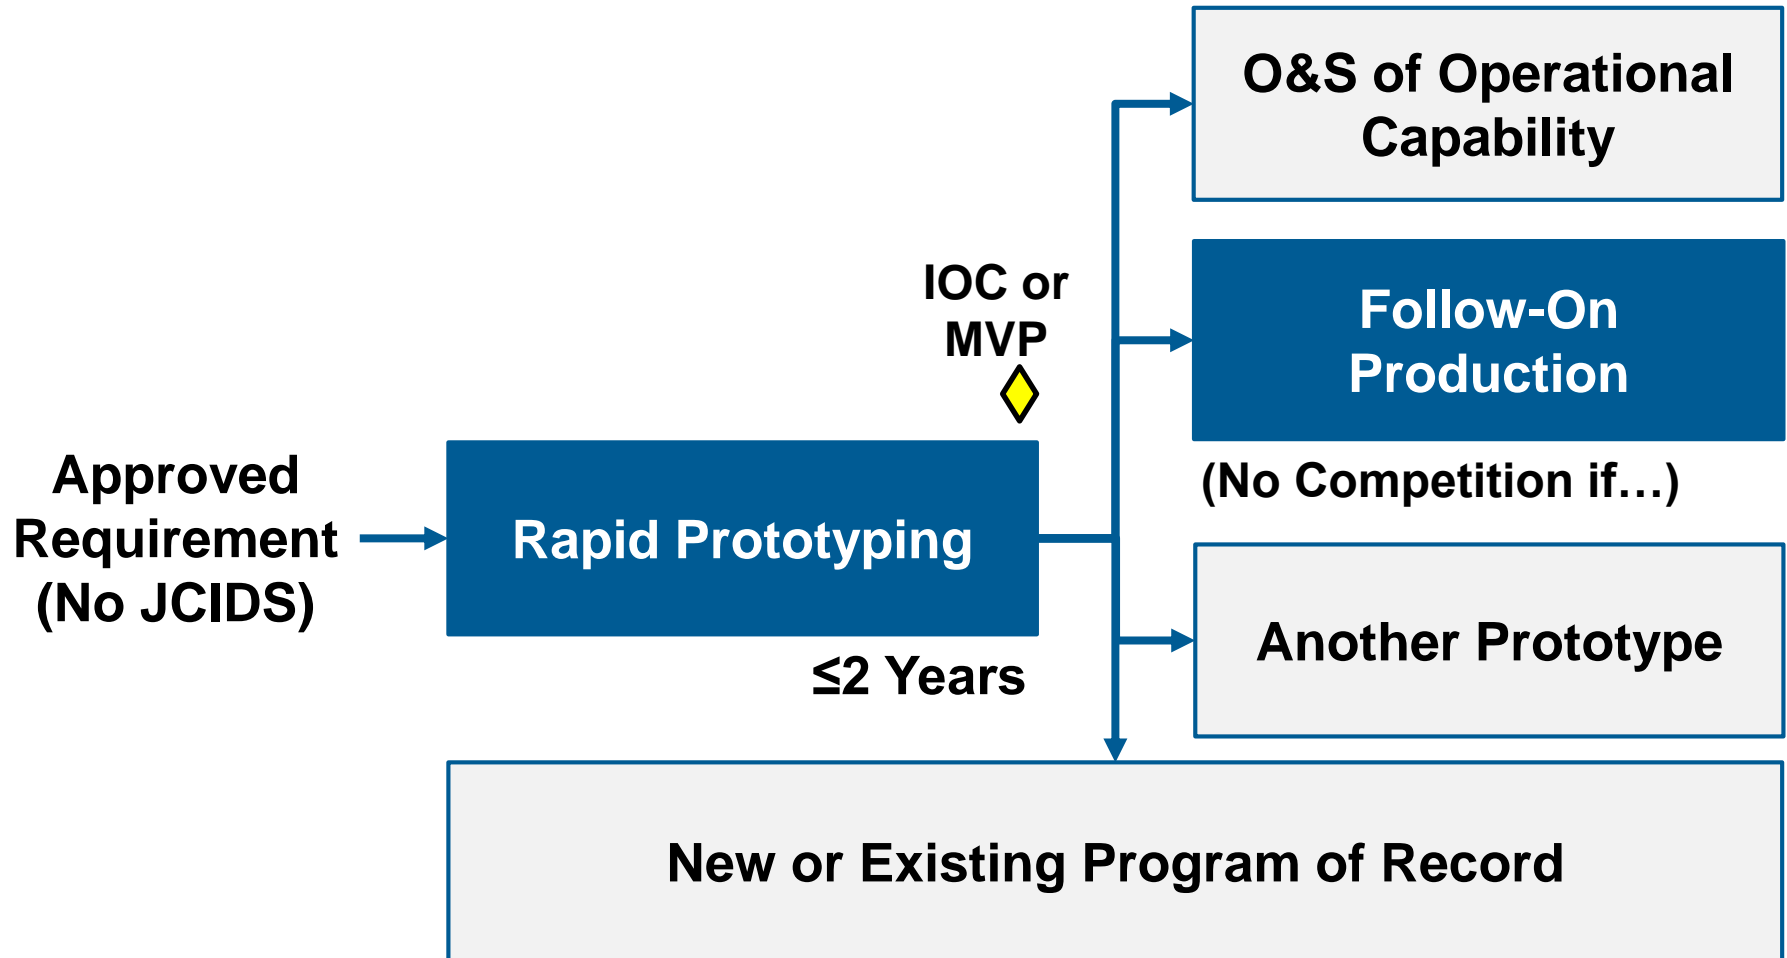 Approved
Requirement
(No JCIDS)
Rapid Prototyping
≤2 Years
IOC or
MVP
O&S of Operational
Capability
Follow-On
Production
(No Competition if…)
Another Prototype
New or Existing Program of Record